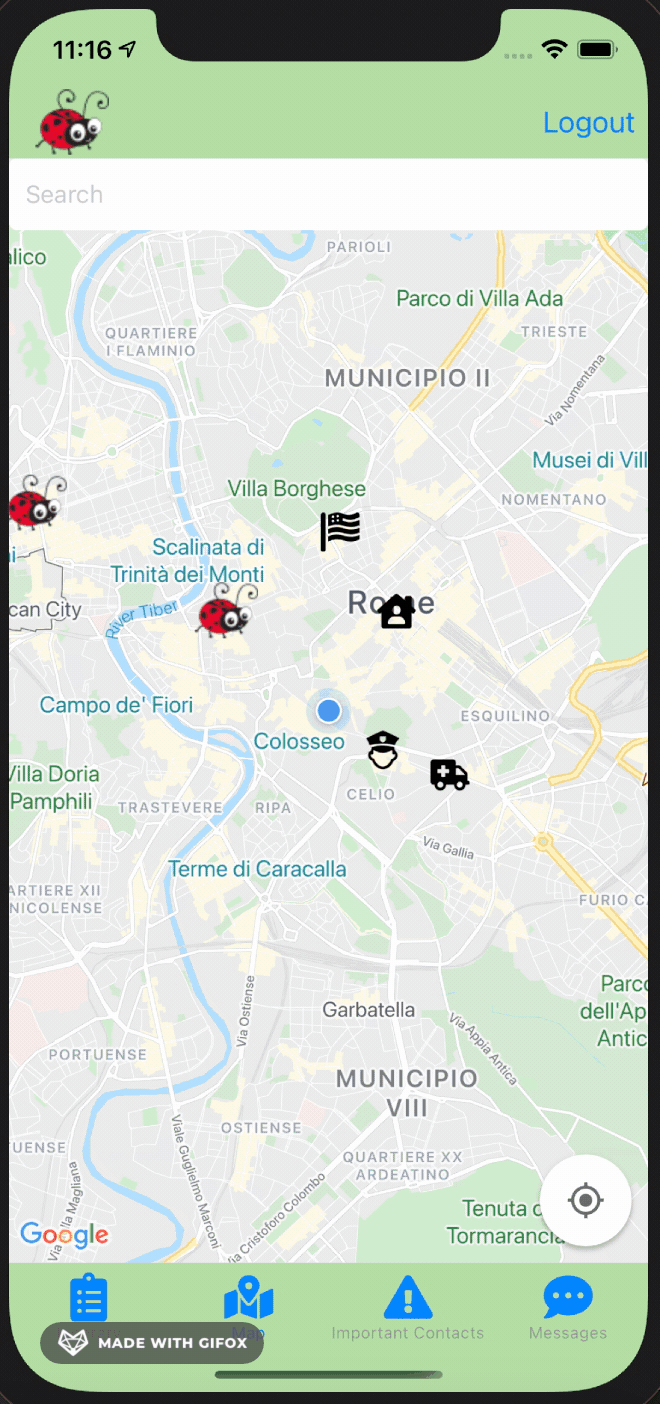 11:16
Logout
Search
PARIOLI
alico
Parco di Villa Ada
QUARTIERE
I FLAMINIO
TRIESTE
MUNICIPIO II
Via Nomentana
Musei di Vill
Villa Borghese
NOMENTANO
Scalinata di
Trinità dei Monti
can City
River Tiber
Campo de' Fiori
ESQUILINO
Colosseo
Villa Doria
Pamphili
TRASTEVERE
RIPA
CELIO
Via Gallia
Terme di Caracalla
ARTIERE XII
NICOLENSE
FURIO CA
Via Ostiense
Parco
dell'Ap
Antic
Garbatella
Via Appia Antica
PORTUENSE
MUNICIPIO
VIII
OSTIENSE
TUENSE
Viale Guglielmo Marconi
QUARTIERE XX
ARDEATINO
Via Cristoforo Colombo
Tenuta d
Tormarancia
Google
Map
Important Contacts
Messages
MADE WITH GIFOX